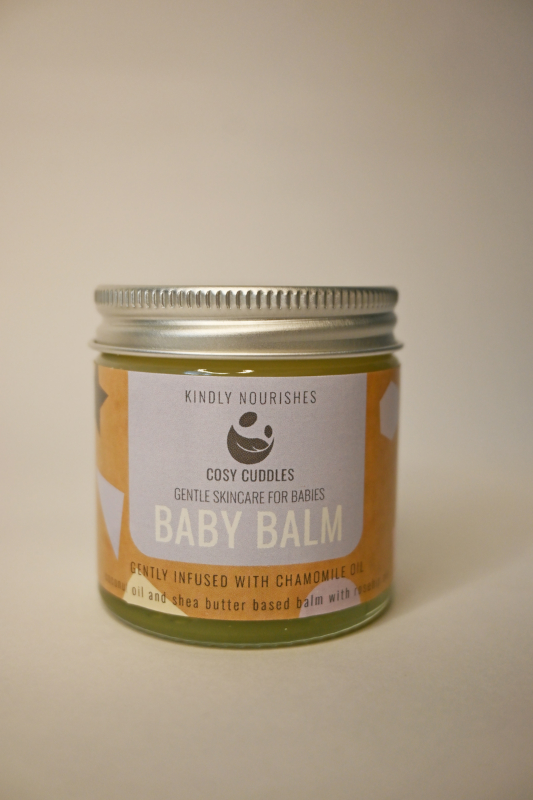 KINDLY NOURISHES
COSY CUDDLES
GENTLE SKINCARE FOR BABIES
BABY BALM
GENTLY INFUSED WITH CHAMOMILE OIL
oil and shea butter based balm with